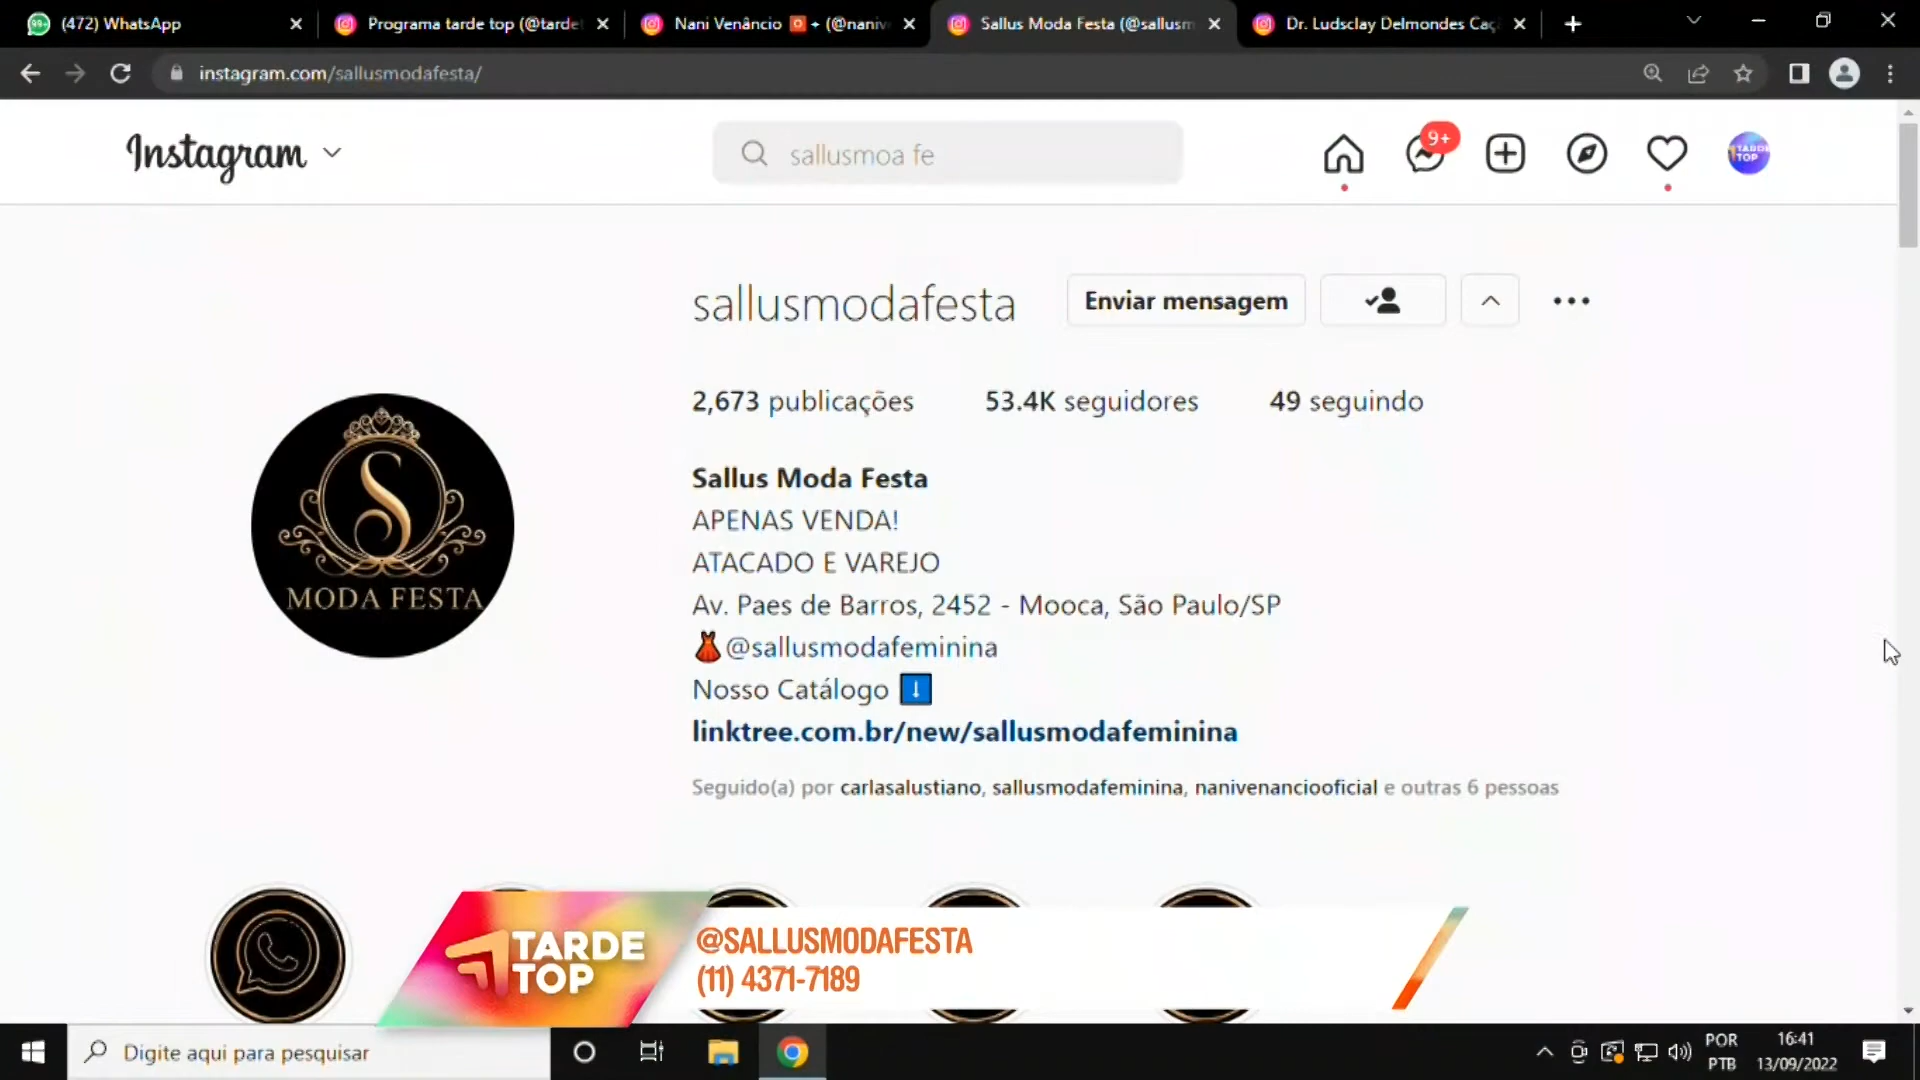 99+ (472) WhatsApp
Programa tarde top (@tarde
Nani Venâncio + (@naniv
Sallus Moda Festa (@sallusm
Dr. Ludsclay Delmondes Caç
instagram.com/sallusmodafesta/
Instagram
sallusmoa fe
9+
TARDE TOP
sallusmodafesta
Enviar mensagem
2,673 publicações 53.4K seguidores 49 seguindo
S
MODA FESTA
Sallus Moda Festa
APENAS VENDA!
ATACADO E VAREJO
Av. Paes de Barros, 2452 - Mooca, São Paulo/SP
@sallusmodafeminina
Nosso Catálogo
linktree.com.br/new/sallusmodafeminina
Seguido(a) por carlasalustiano, sallusmodafeminina, nanivenanciooficial e outras 6 pessoas
TARDE
TOP
@SALLUSMODAFESTA
(11) 4371-7189
Digite aqui para pesquisar
POR
PTB
16:41
13/09/2022